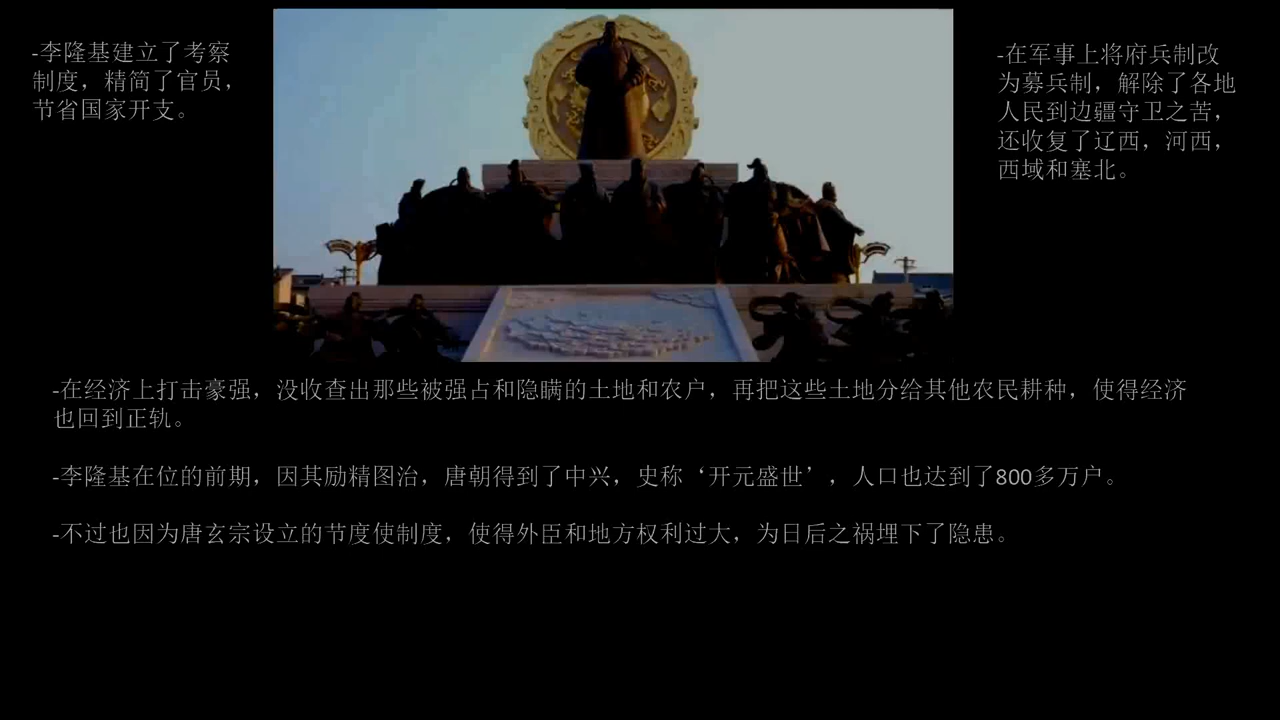 -李隆基建立了考察
制度，精简了官员，
节省国家开支。
-在军事上将府兵制改
为募兵制，解除了各地
人民到边疆守卫之苦，
还收复了辽西，河西，
西域和塞北。
-在经济上打击豪强，没收查出那些被强占和隐瞒的土地和农户，再把这些土地分给其他农民耕种，使得经济
也回到正轨。
-李隆基在位的前期，因其励精图治，唐朝得到了中兴，史称‘开元盛世’，人口也达到了800多万户。
-不过也因为唐玄宗设立的节度使制度，使得外臣和地方权利过大，为日后之祸埋下了隐患。